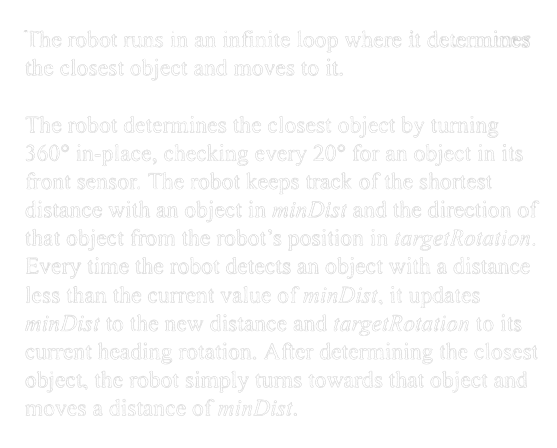 The robot runs in an infinite loop where it determines
the closest object and moves to it.
The robot determines the closest object by turning
360° in-place, checking every 20° for an object in its
front sensor. The robot keeps track of the shortest
distance with an object in minDist and the direction of
that object from the robot's position in targetRotation.
Every time the robot detects an object with a distance
less than the current value of minDist, it updates
minDist to the new distance and targetRotation to its
current heading rotation. After determining the closest
object, the robot simply turns towards that object and
moves a distance of minDist.